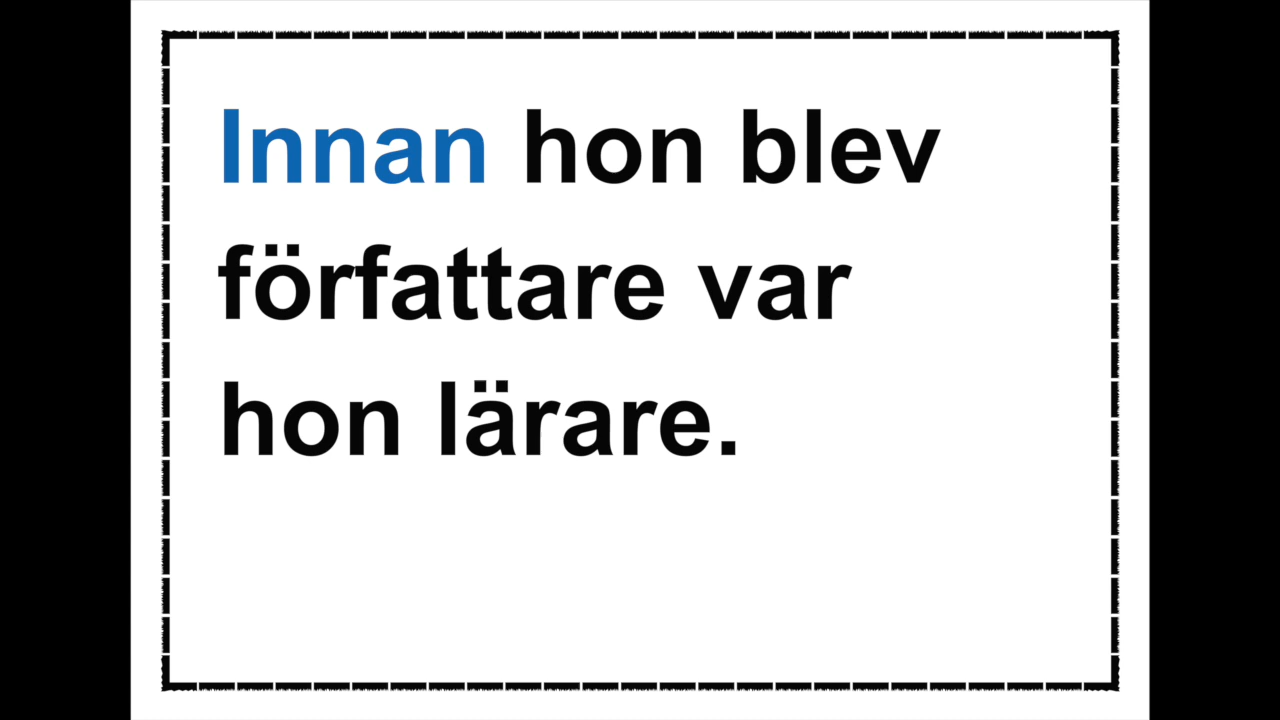 Innan hon blev
författare var
hon lärare.